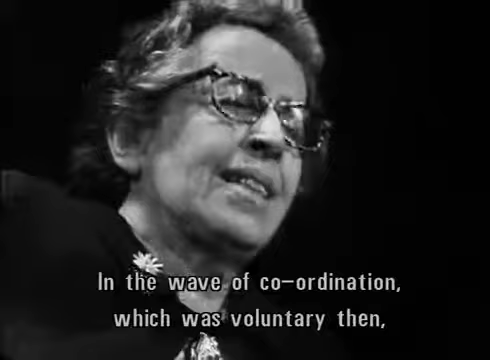 In the wave of co-ordination,
which was voluntary then,